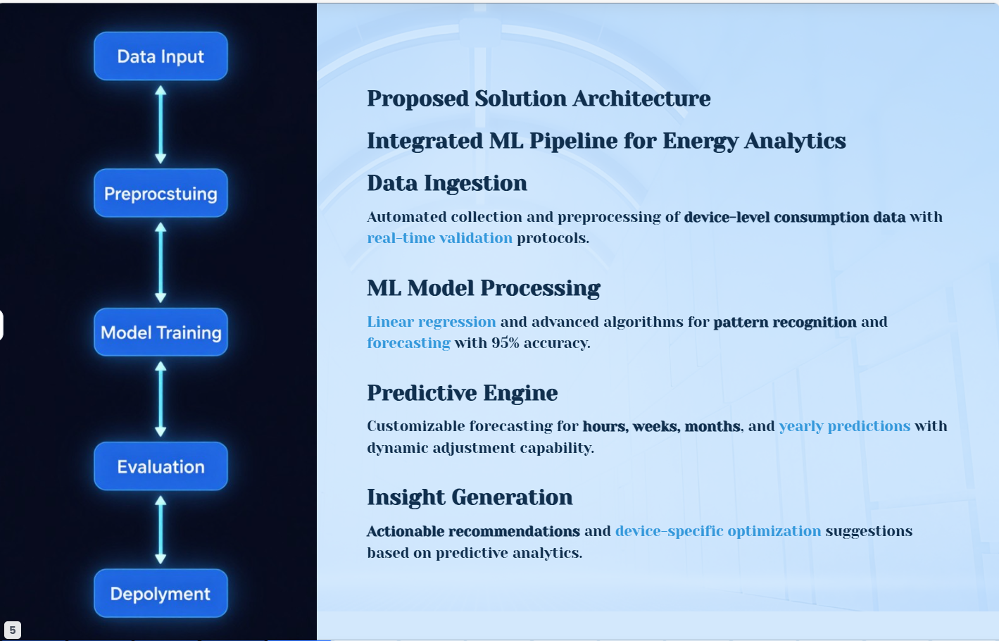 Data Input
Preprocstuing
Model Training
Evaluation
Depolyment
5
Proposed Solution Architecture
Integrated ML Pipeline for Energy Analytics
Data Ingestion
Automated collection and preprocessing of device-level consumption data with
real-time validation protocols.
ML Model Processing
Linear regression and advanced algorithms for pattern recognition and
forecasting with 95% accuracy.
Predictive Engine
Customizable forecasting for hours, weeks, months, and yearly predictions with
dynamic adjustment capability.
Insight Generation
Actionable recommendations and device-specific optimization suggestions
based on predictive analytics.